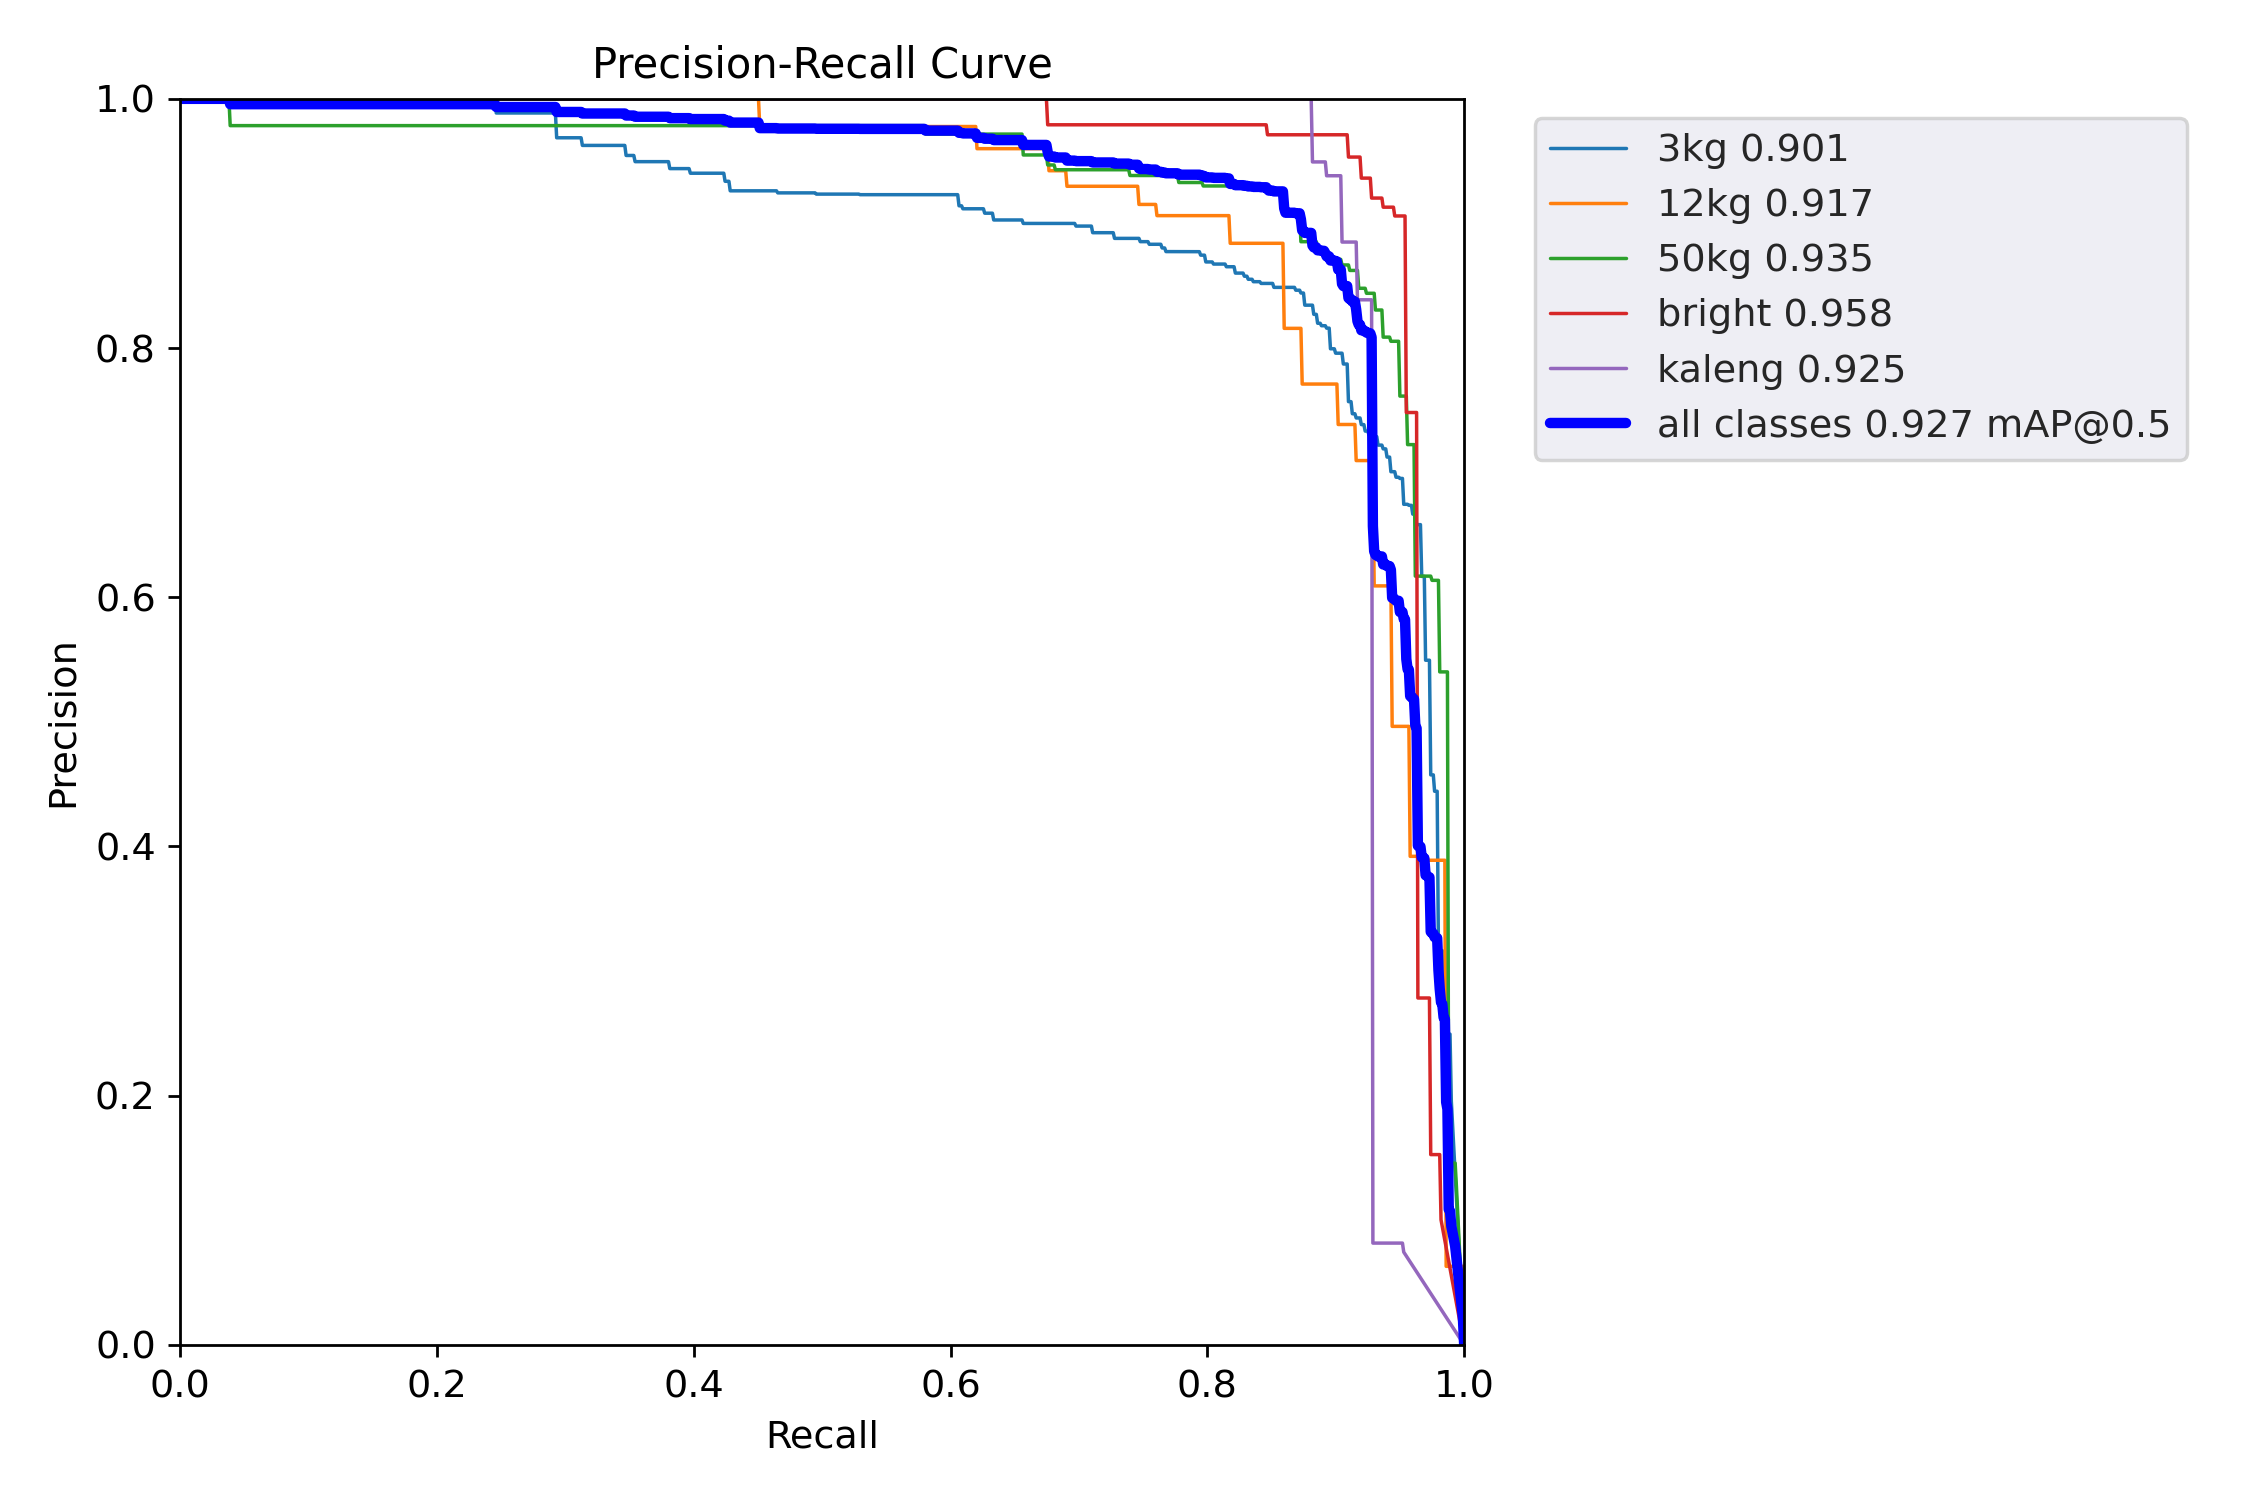 Precision-Recall Curve
1.0
0.8
0.6
0.4
0.2
0.0
Precision
0.0 0.2 0.4 0.6 0.8 1.0
Recall
3kg 0.901
12kg 0.917
50kg 0.935
bright 0.958
kaleng 0.925
all classes 0.927 mAP@0.5